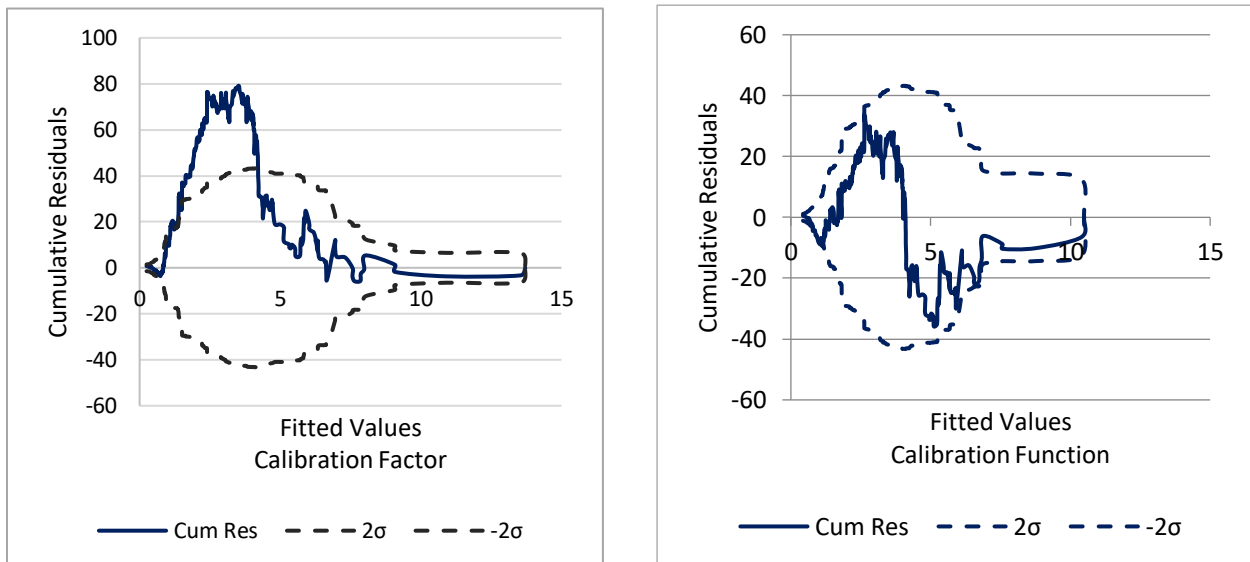 100
80
60
40
20
0
-20
-40
-60
0
5
10
15
Cumulative Residuals
Fitted Values
Calibration Factor
Cum Res
2σ
-2σ
60
40
20
0
-20
-40
-60
0
5
10
15
Cumulative Residuals
Fitted Values
Calibration Function
Cum Res
2σ
-2σ